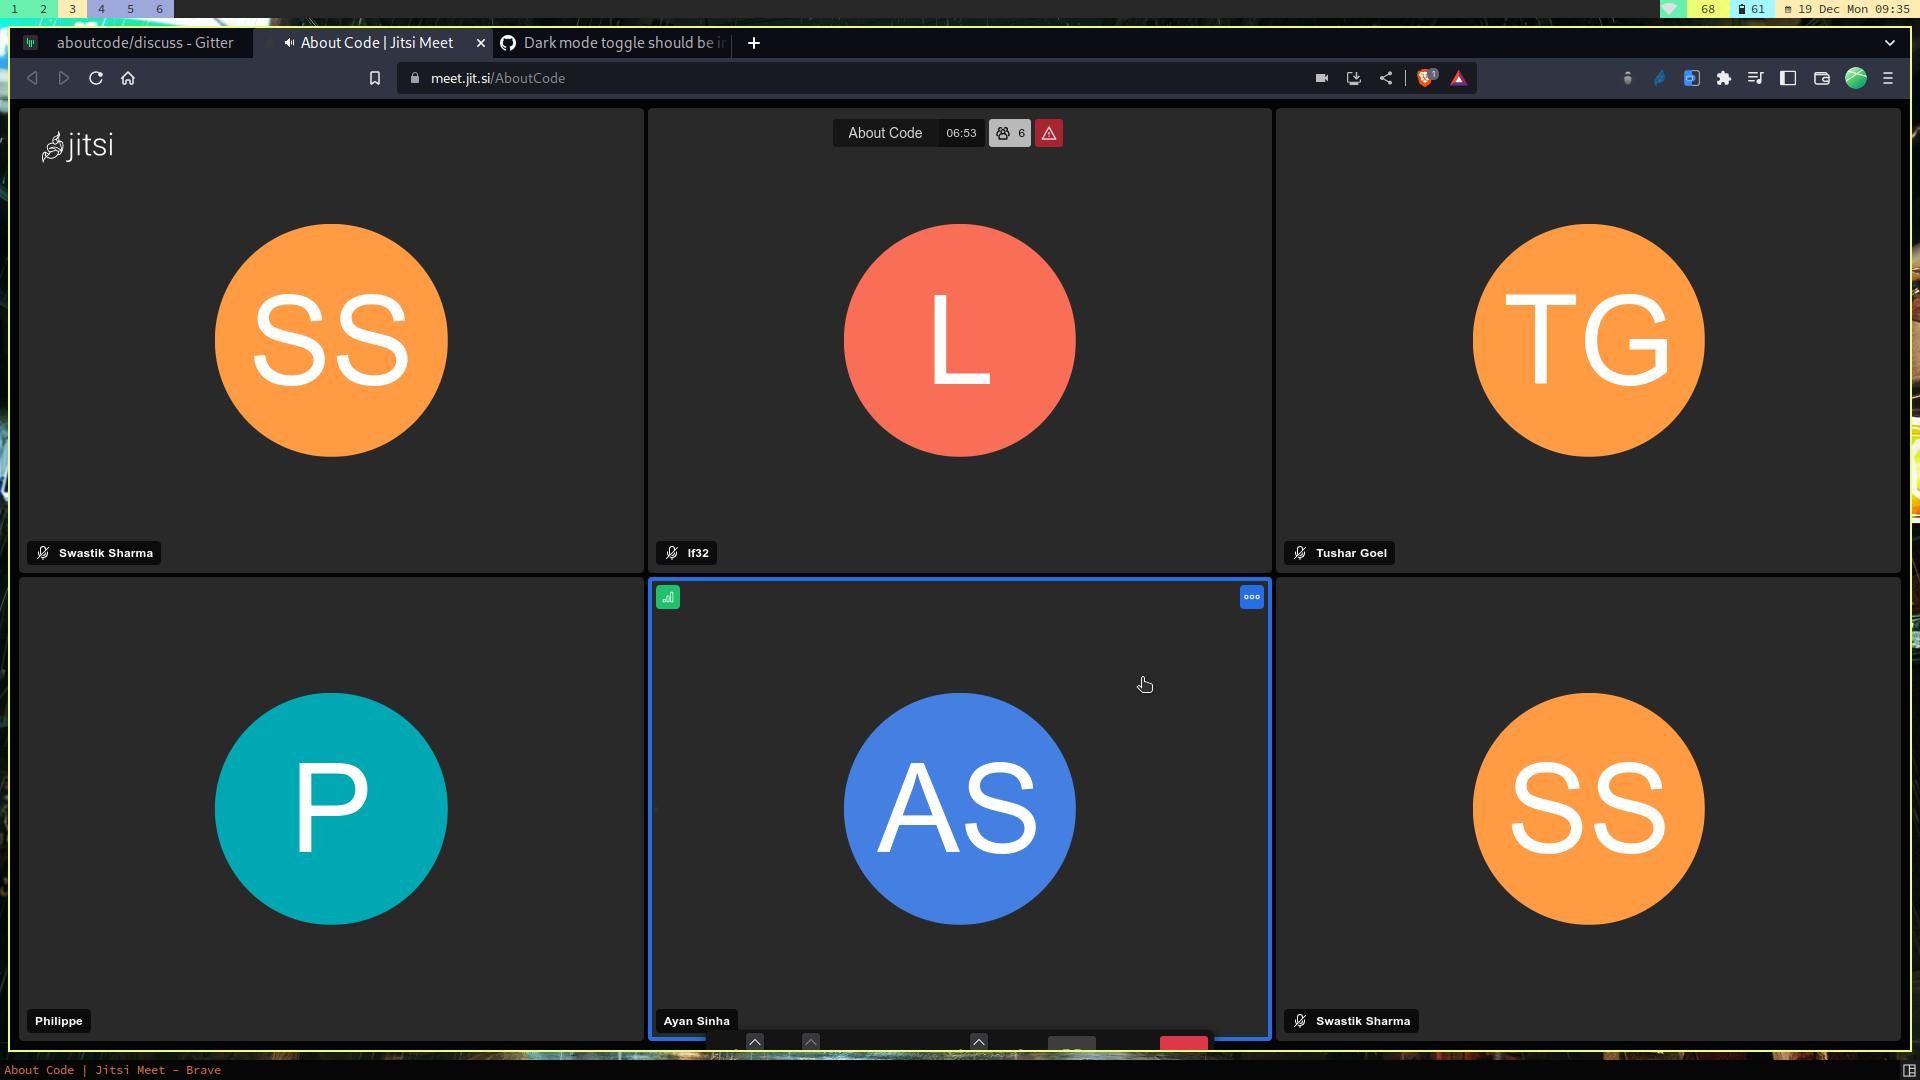 1 2 3 4 5 6
68 61 19 Dec Mon 09:35
aboutcode/discuss - Gitter
About Code | Jitsi Meet
Dark mode toggle should be in
meet.jit.si/AboutCode
1
jitsi
About Code 06:53 6
SS
L
TG
Swastik Sharma
lf32
Tushar Goel
P
AS
SS
Philippe
Ayan Sinha
Swastik Sharma
About Code | Jitsi Meet - Brave